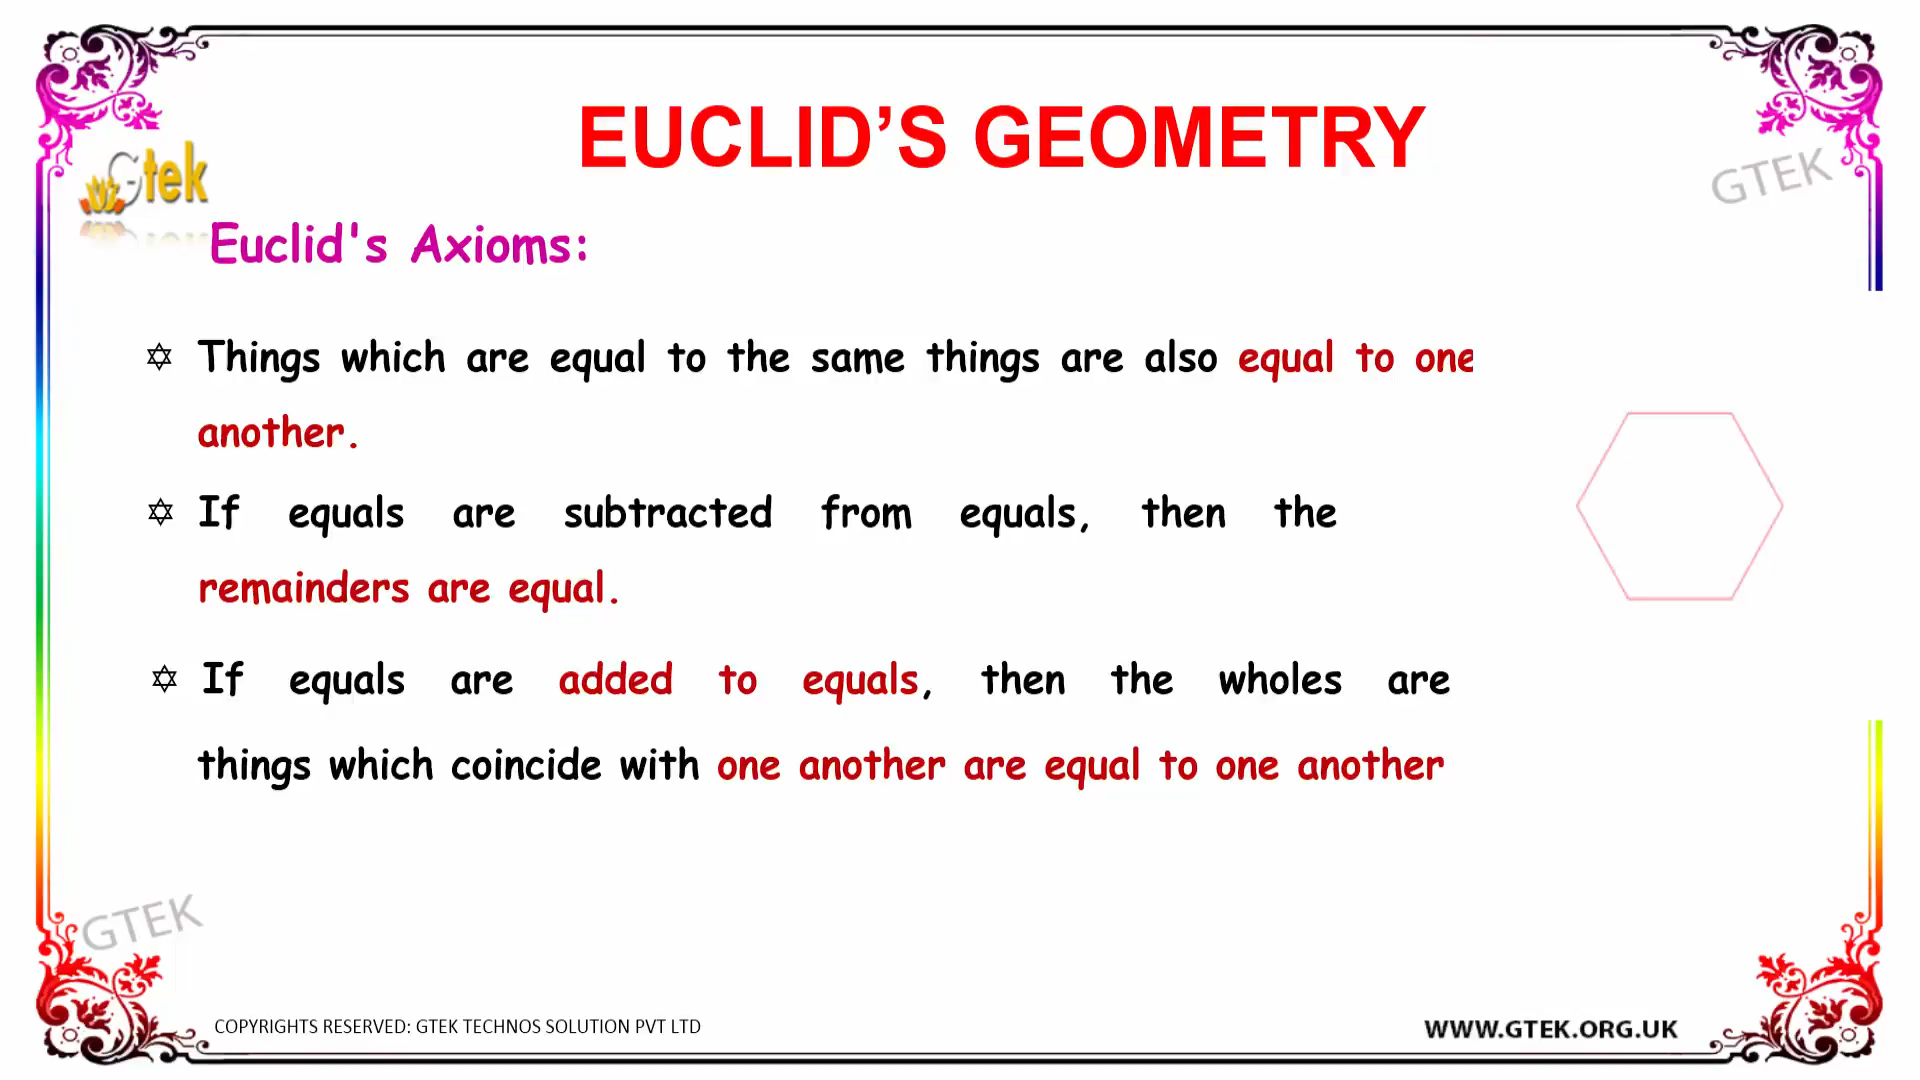 EUCLID’S GEOMETRY
Gtek
GTEK
Euclid's Axioms:
✡ Things which are equal to the same things are also equal to one
another.
✡ If equals are subtracted from equals, then the
remainders are equal.
✡ If equals are added to equals, then the wholes are
things which coincide with one another are equal to one another
GTEK
COPYRIGHTS RESERVED: GTEK TECHNOS SOLUTION PVT LTD
WWW.GTEK.ORG.UK